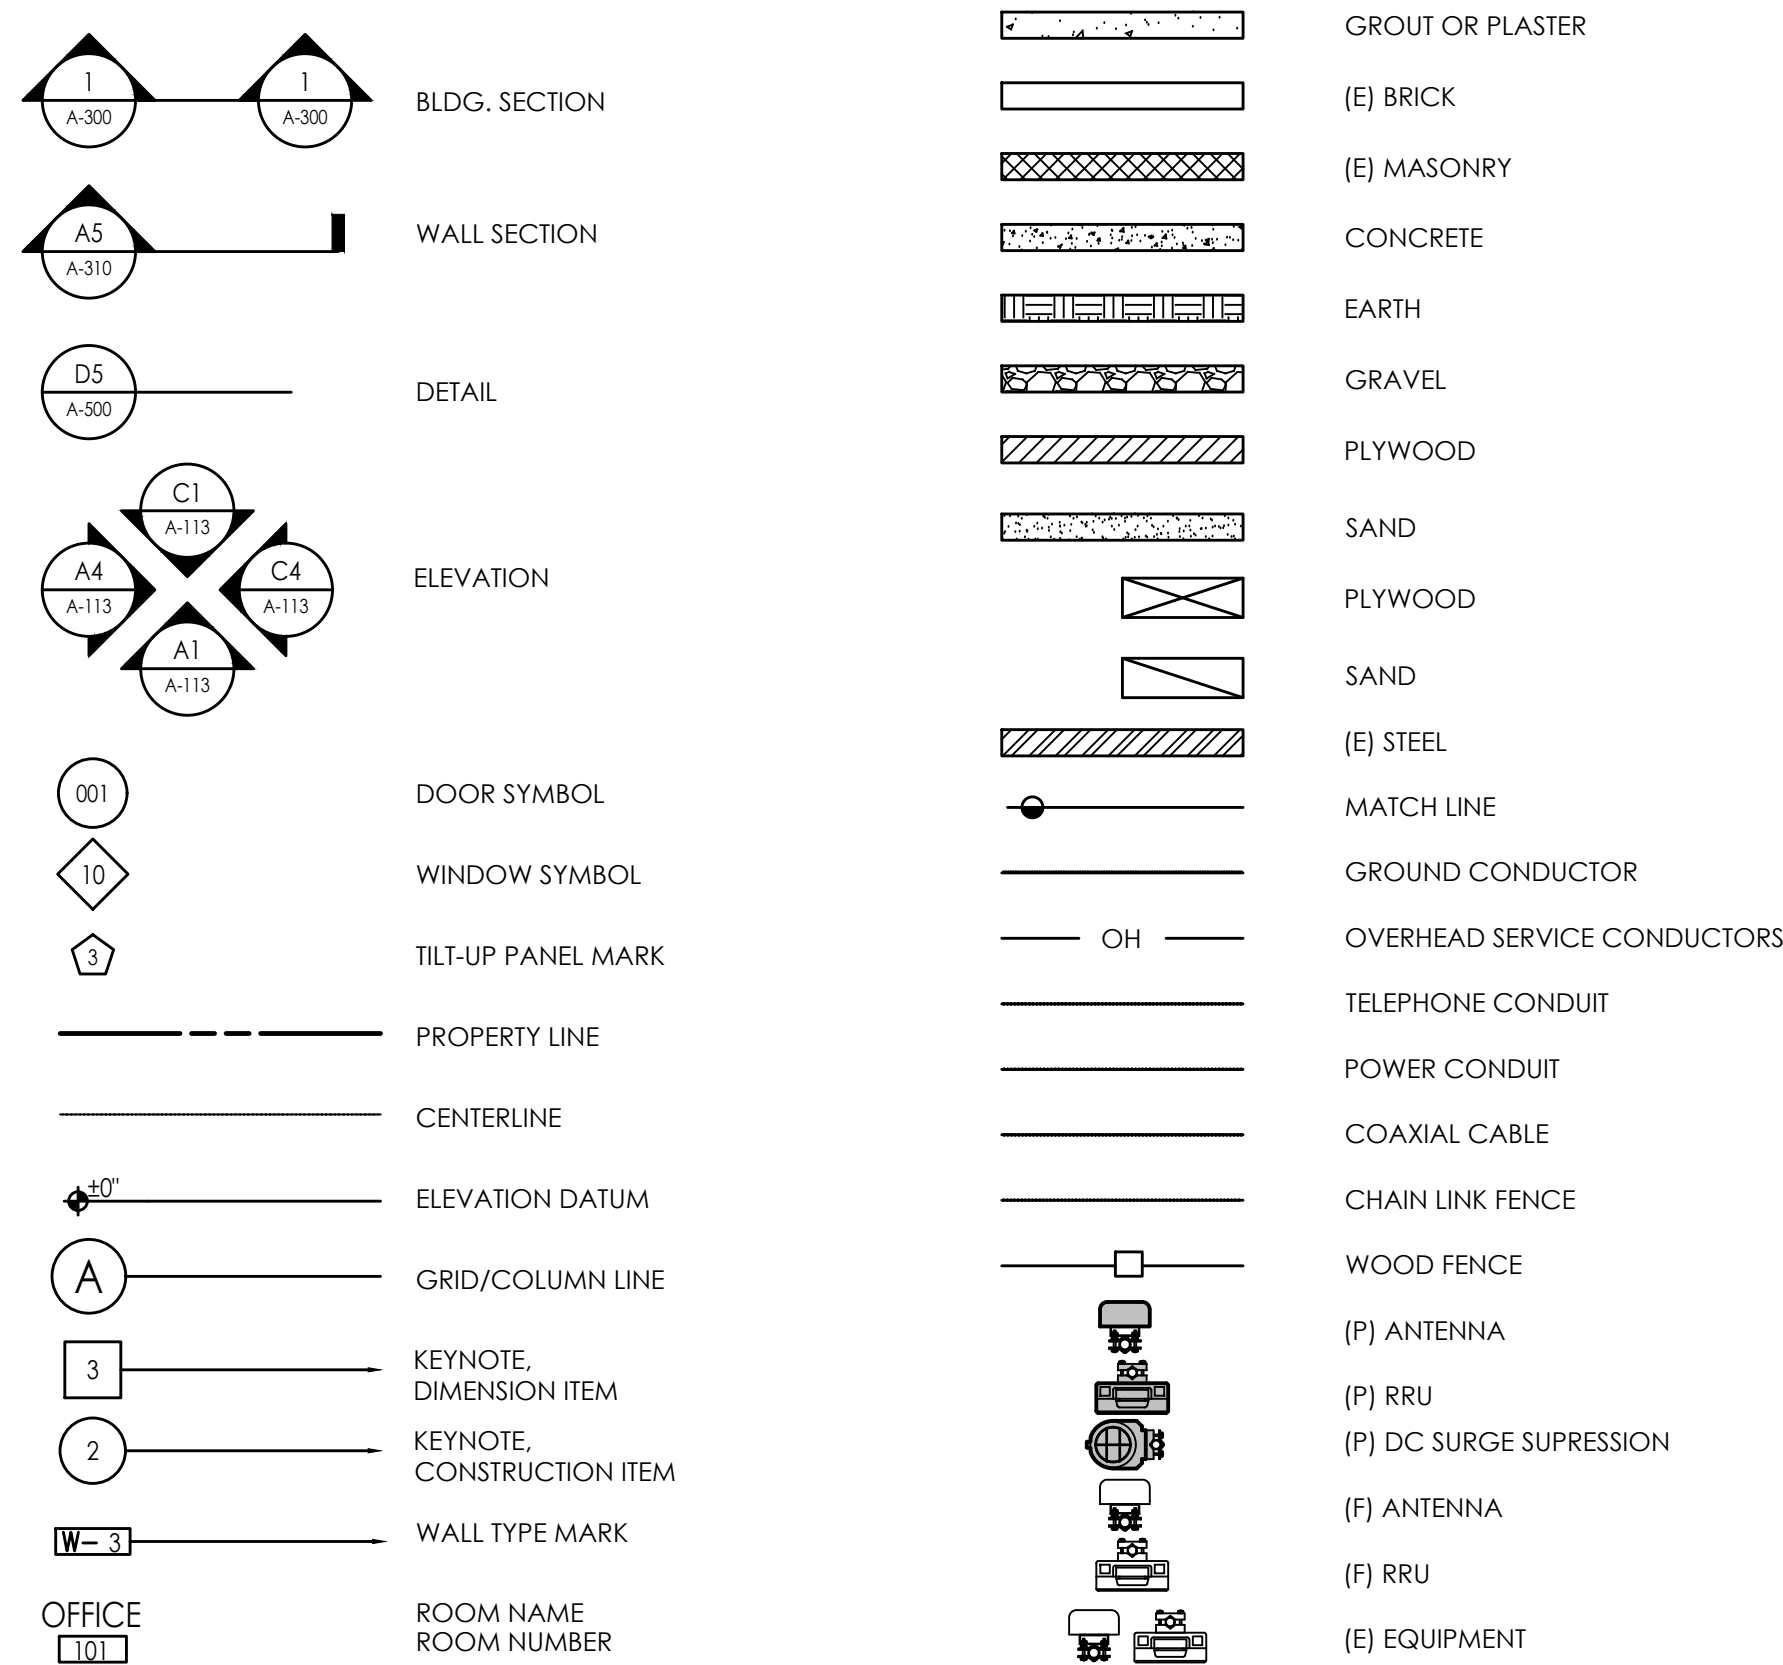 1
A-300
1
A-300
BLDG. SECTION
A5
A-310
WALL SECTION
D5
A-500
DETAIL
C1
A-113
A4
A-113
C4
A-113
A1
A-113
ELEVATION
001
DOOR SYMBOL
10
WINDOW SYMBOL
3
TILT-UP PANEL MARK
PROPERTY LINE
CENTERLINE
±0"
ELEVATION DATUM
A
GRID/COLUMN LINE
3
KEYNOTE,
DIMENSION ITEM
2
KEYNOTE,
CONSTRUCTION ITEM
W- 3
WALL TYPE MARK
OFFICE
101
ROOM NAME
ROOM NUMBER
GROUT OR PLASTER
(E) BRICK
(E) MASONRY
CONCRETE
EARTH
GRAVEL
PLYWOOD
SAND
PLYWOOD
SAND
(E) STEEL
MATCH LINE
GROUND CONDUCTOR
OH
OVERHEAD SERVICE CONDUCTORS
TELEPHONE CONDUIT
POWER CONDUIT
COAXIAL CABLE
CHAIN LINK FENCE
WOOD FENCE
(P) ANTENNA
(P) RRU
(P) DC SURGE SUPRESSION
(F) ANTENNA
(F) RRU
(E) EQUIPMENT